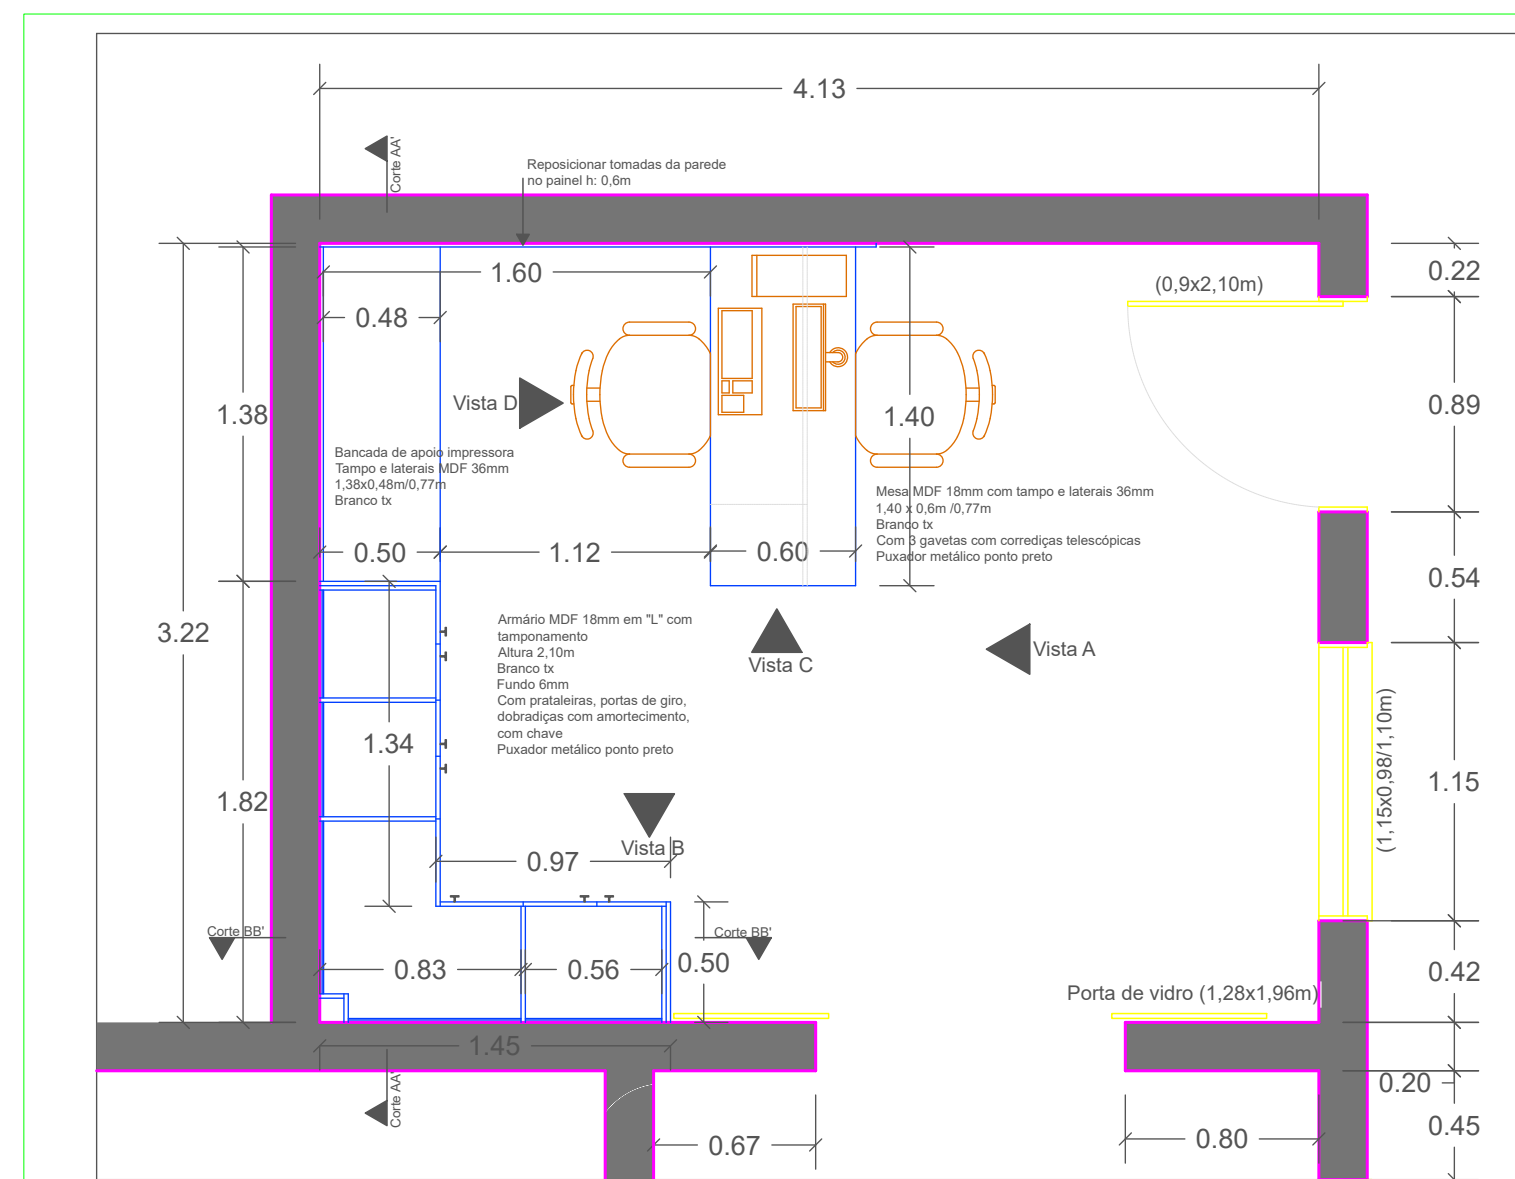 4.13
Corte AA'
Reposicionar tomadas da parede
no painel h: 0,6m
1.60
0.48
(0,9x2,10m)
0.22
0.89
1.38
Vista D
1.40
Bancada de apoio impressora
Tampo e laterais MDF 36mm
1,38x0,48m/0,77m
Branco tx
Mesa MDF 18mm com tampo e laterais 36mm
1,40 x 0,6m /0,77m
Branco tx
Com 3 gavetas com corrediças telescópicas
Puxador metálico ponto preto
0.50
1.12
0.60
0.54
3.22
Armário MDF 18mm em "L" com
tamponamento
Altura 2,10m
Branco tx
Fundo 6mm
Com prataleiras, portas de giro,
dobradiças com amortecimento,
com chave
Puxador metálico ponto preto
Vista C
Vista A
1.34
1.82
(1,15x0,98/1,10m)
1.15
Vista B
0.97
Corte BB'
Corte BB'
0.83
0.56
0.50
0.42
Porta de vidro (1,28x1,96m)
1.45
Corte AA'
0.20
0.67
0.80
0.45